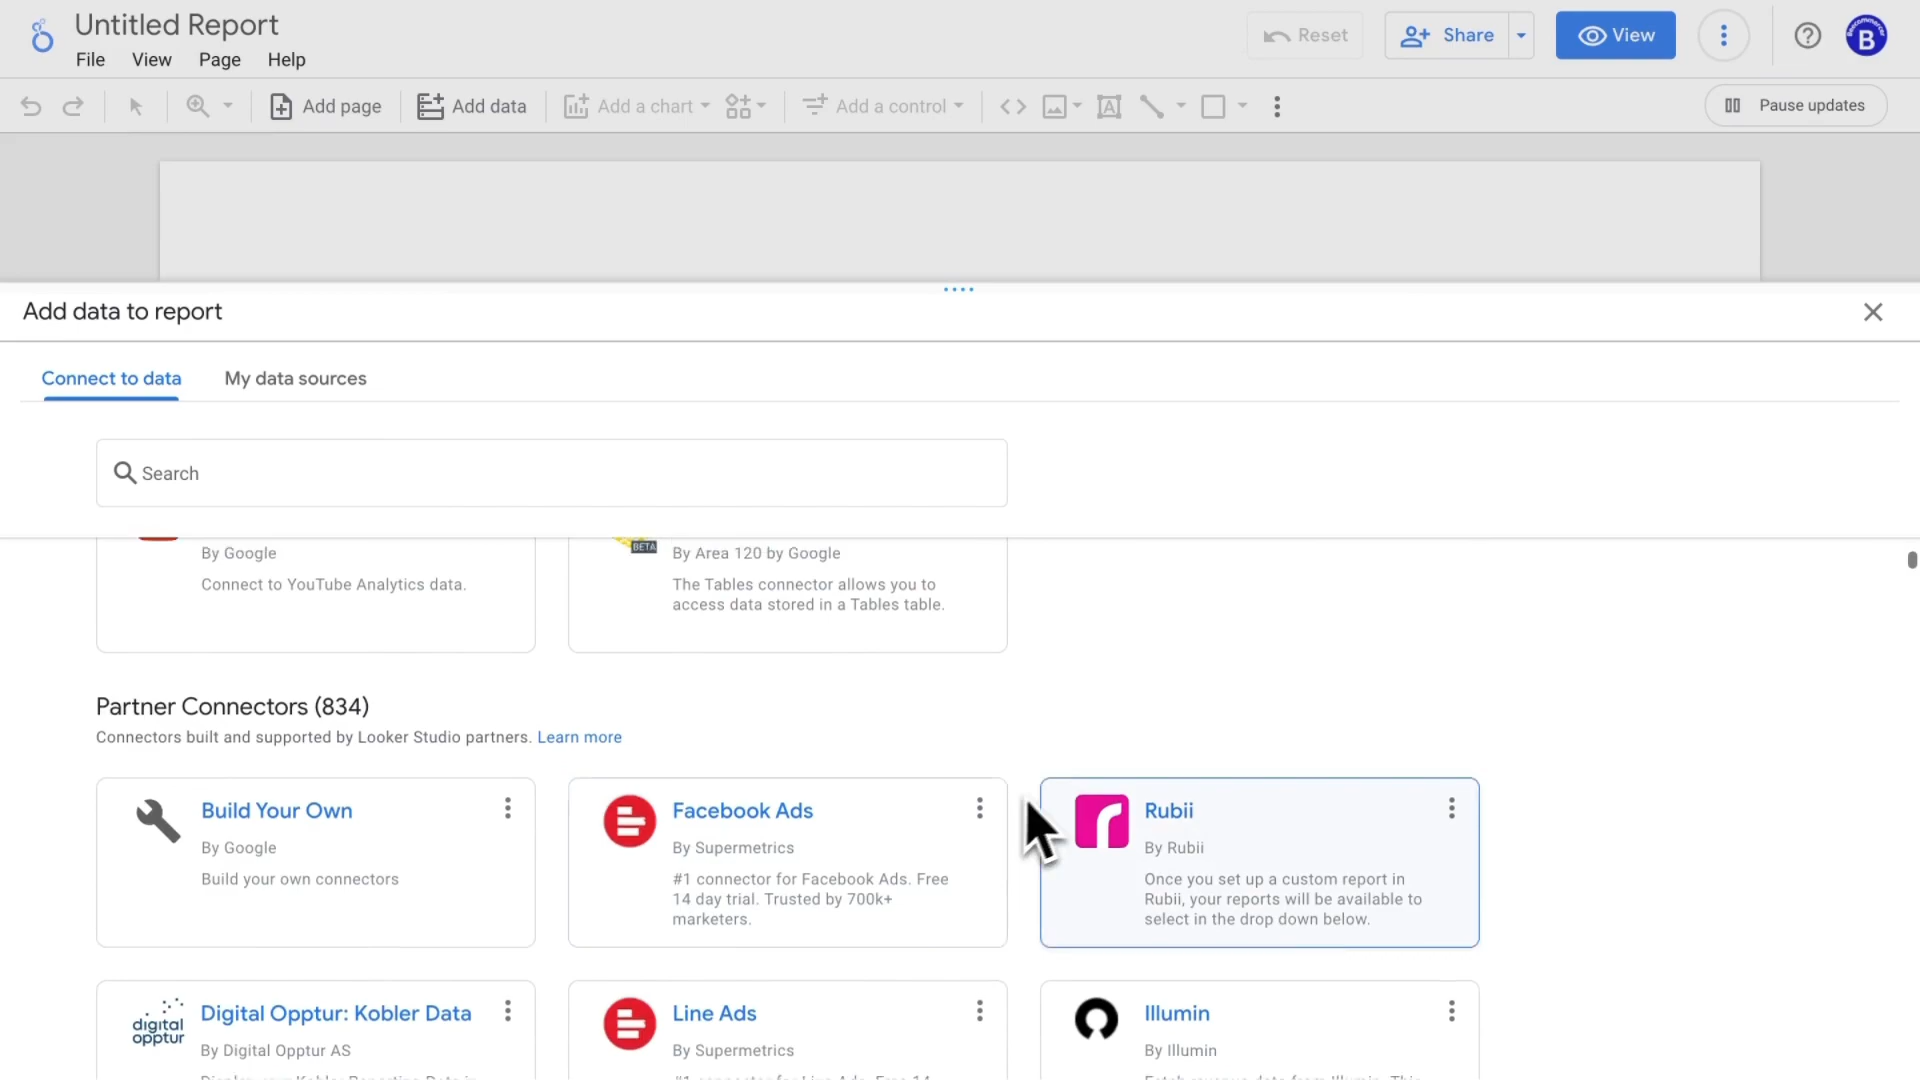 Untitled Report
File View Page Help
Reset
Share
View
B
Add page
Add data
Add a chart
Add a control
Pause updates
Add data to report
Connect to data
My data sources
Search
By Google
Connect to YouTube Analytics data.
BETA
By Area 120 by Google
The Tables connector allows you to
access data stored in a Tables table.
Partner Connectors (834)
Connectors built and supported by Looker Studio partners. Learn more
Build Your Own
By Google
Build your own connectors
Facebook Ads
By Supermetrics
#1 connector for Facebook Ads. Free
14 day trial. Trusted by 700k+
marketers.
Rubii
By Rubii
Once you set up a custom report in
Rubii, your reports will be available to
select in the drop down below.
digital
opptur
Digital Opptur: Kobler Data
By Digital Opptur AS
Line Ads
By Supermetrics
#1 connector for Line Ads. Free 14
Illumin
By Illumin